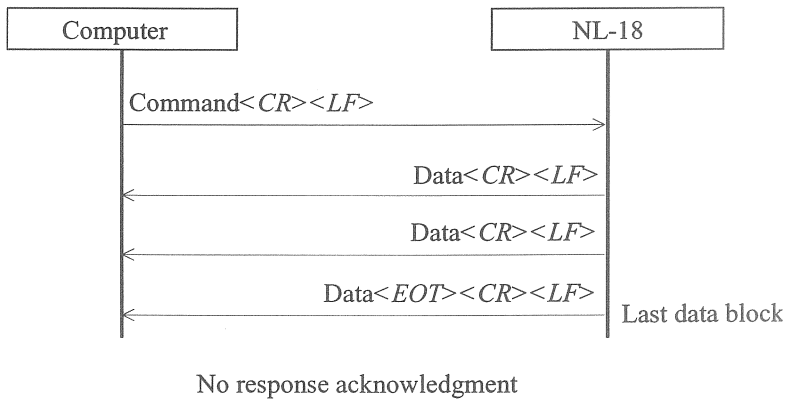 Computer
NL-18
Command<CR><LF>
Data<CR><LF>
Data<CR><LF>
Data<EOT><CR><LF>
Last data block
No response acknowledgment